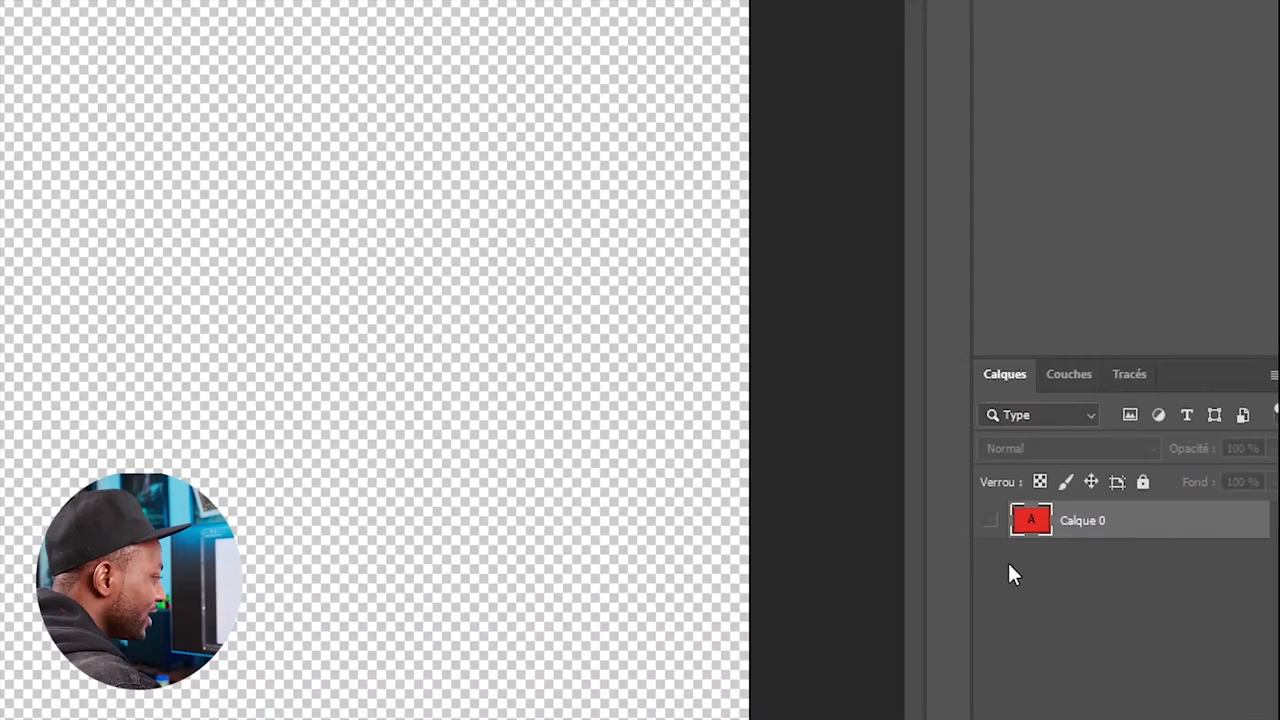 Calques Couches Tracés
Type
Normal Opacité : 100 %
Verrou : Fond : 100 %
A Calque 0